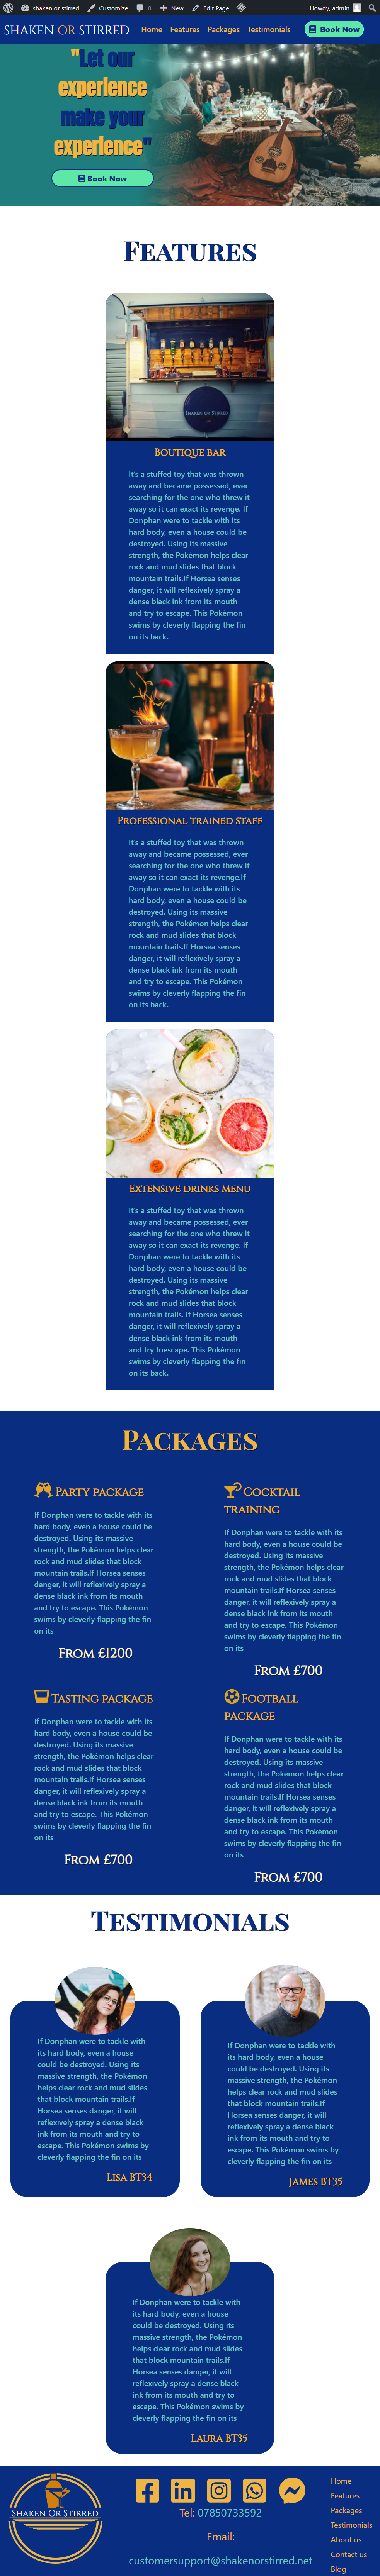 shaken or stirred Customize 0 New Edit Page Howdy, admin
SHAKEN OR STIRRED Home Features Packages Testimonials Book Now
"Let our
experience
make your
experience"
Book Now
Features
SHAKEN OR STIRRED
Boutique bar
It's a stuffed toy that was thrown
away and became possessed, ever
searching for the one who threw it
away so it can exact its revenge. If
Donphan were to tackle with its
hard body, even a house could be
destroyed. Using its massive
strength, the Pokémon helps clear
rock and mud slides that block
mountain trails.If Horsea senses
danger, it will reflexively spray a
dense black ink from its mouth
and try to escape. This Pokémon
swims by cleverly flapping the fin
on its back.
Professional trained staff
It's a stuffed toy that was thrown
away and became possessed, ever
searching for the one who threw it
away so it can exact its revenge.If
Donphan were to tackle with its
hard body, even a house could be
destroyed. Using its massive
strength, the Pokémon helps clear
rock and mud slides that block
mountain trails.If Horsea senses
danger, it will reflexively spray a
dense black ink from its mouth
and try to escape. This Pokémon
swims by cleverly flapping the fin
on its back.
Extensive drinks menu
It's a stuffed toy that was thrown
away and became possessed, ever
searching for the one who threw it
away so it can exact its revenge. If
Donphan were to tackle with its
hard body, even a house could be
destroyed. Using its massive
strength, the Pokémon helps clear
rock and mud slides that block
mountain trails. If Horsea senses
danger, it will reflexively spray a
dense black ink from its mouth
and try toescape. This Pokémon
swims by cleverly flapping the fin
on its back.
Packages
Party package
If Donphan were to tackle with its
hard body, even a house could be
destroyed. Using its massive
strength, the Pokémon helps clear
rock and mud slides that block
mountain trails.If Horsea senses
danger, it will reflexively spray a
dense black ink from its mouth
and try to escape. This Pokémon
swims by cleverly flapping the fin
on its
From £1200
Cocktail
training
If Donphan were to tackle with its
hard body, even a house could be
destroyed. Using its massive
strength, the Pokémon helps clear
rock and mud slides that block
mountain trails.If Horsea senses
danger, it will reflexively spray a
dense black ink from its mouth
and try to escape. This Pokémon
swims by cleverly flapping the fin
on its
From £700
Tasting package
If Donphan were to tackle with its
hard body, even a house could be
destroyed. Using its massive
strength, the Pokémon helps clear
rock and mud slides that block
mountain trails.If Horsea senses
danger, it will reflexively spray a
dense black ink from its mouth
and try to escape. This Pokémon
swims by cleverly flapping the fin
on its
From £700
Football
package
If Donphan were to tackle with its
hard body, even a house could be
destroyed. Using its massive
strength, the Pokémon helps clear
rock and mud slides that block
mountain trails.If Horsea senses
danger, it will reflexively spray a
dense black ink from its mouth
and try to escape. This Pokémon
swims by cleverly flapping the fin
on its
From £700
Testimonials
If Donphan were to tackle with
its hard body, even a house
could be destroyed. Using its
massive strength, the Pokémon
helps clear rock and mud slides
that block mountain trails.If
Horsea senses danger, it will
reflexively spray a dense black
ink from its mouth and try to
escape. This Pokémon swims by
cleverly flapping the fin on its
Lisa BT34
If Donphan were to tackle with
its hard body, even a house
could be destroyed. Using its
massive strength, the Pokémon
helps clear rock and mud slides
that block mountain trails.If
Horsea senses danger, it will
reflexively spray a dense black
ink from its mouth and try to
escape. This Pokémon swims by
cleverly flapping the fin on its
James BT35
If Donphan were to tackle with
its hard body, even a house
could be destroyed. Using its
massive strength, the Pokémon
helps clear rock and mud slides
that block mountain trails.If
Horsea senses danger, it will
reflexively spray a dense black
ink from its mouth and try to
escape. This Pokémon swims by
cleverly flapping the fin on its
Laura BT35
Shaken Or Stirred
Tel: 07850733592
Email:
customersupport@shakenorstirred.net
Home
Features
Packages
Testimonials
About us
Contact us
Blog